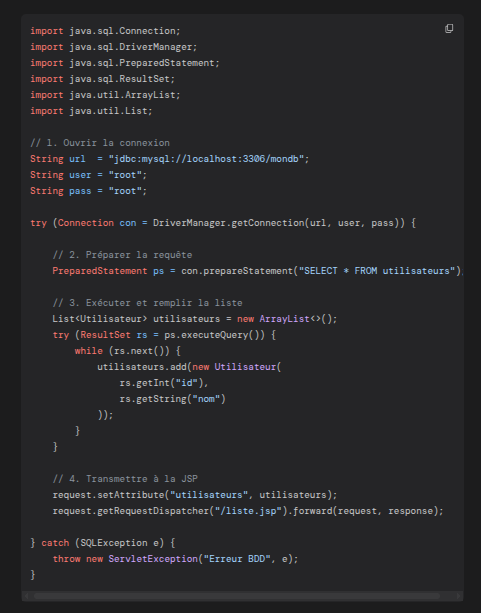 import java.sql.Connection;
import java.sql.DriverManager;
import java.sql.PreparedStatement;
import java.sql.ResultSet;
import java.util.ArrayList;
import java.util.List;

// 1. Ouvrir la connexion
String url  = "jdbc:mysql://localhost:3306/mondb";
String user = "root";
String pass = "root";

try (Connection con = DriverManager.getConnection(url, user, pass)) {

    // 2. Préparer la requête
    PreparedStatement ps = con.prepareStatement("SELECT * FROM utilisateurs")

    // 3. Exécuter et remplir la liste
    List<Utilisateur> utilisateurs = new ArrayList<>();
    try (ResultSet rs = ps.executeQuery()) {
        while (rs.next()) {
            utilisateurs.add(new Utilisateur(
                rs.getInt("id"),
                rs.getString("nom")
            ));
        }
    }

    // 4. Transmettre à la JSP
    request.setAttribute("utilisateurs", utilisateurs);
    request.getRequestDispatcher("/liste.jsp").forward(request, response);

} catch (SQLException e) {
    throw new ServletException("Erreur BDD", e);
}